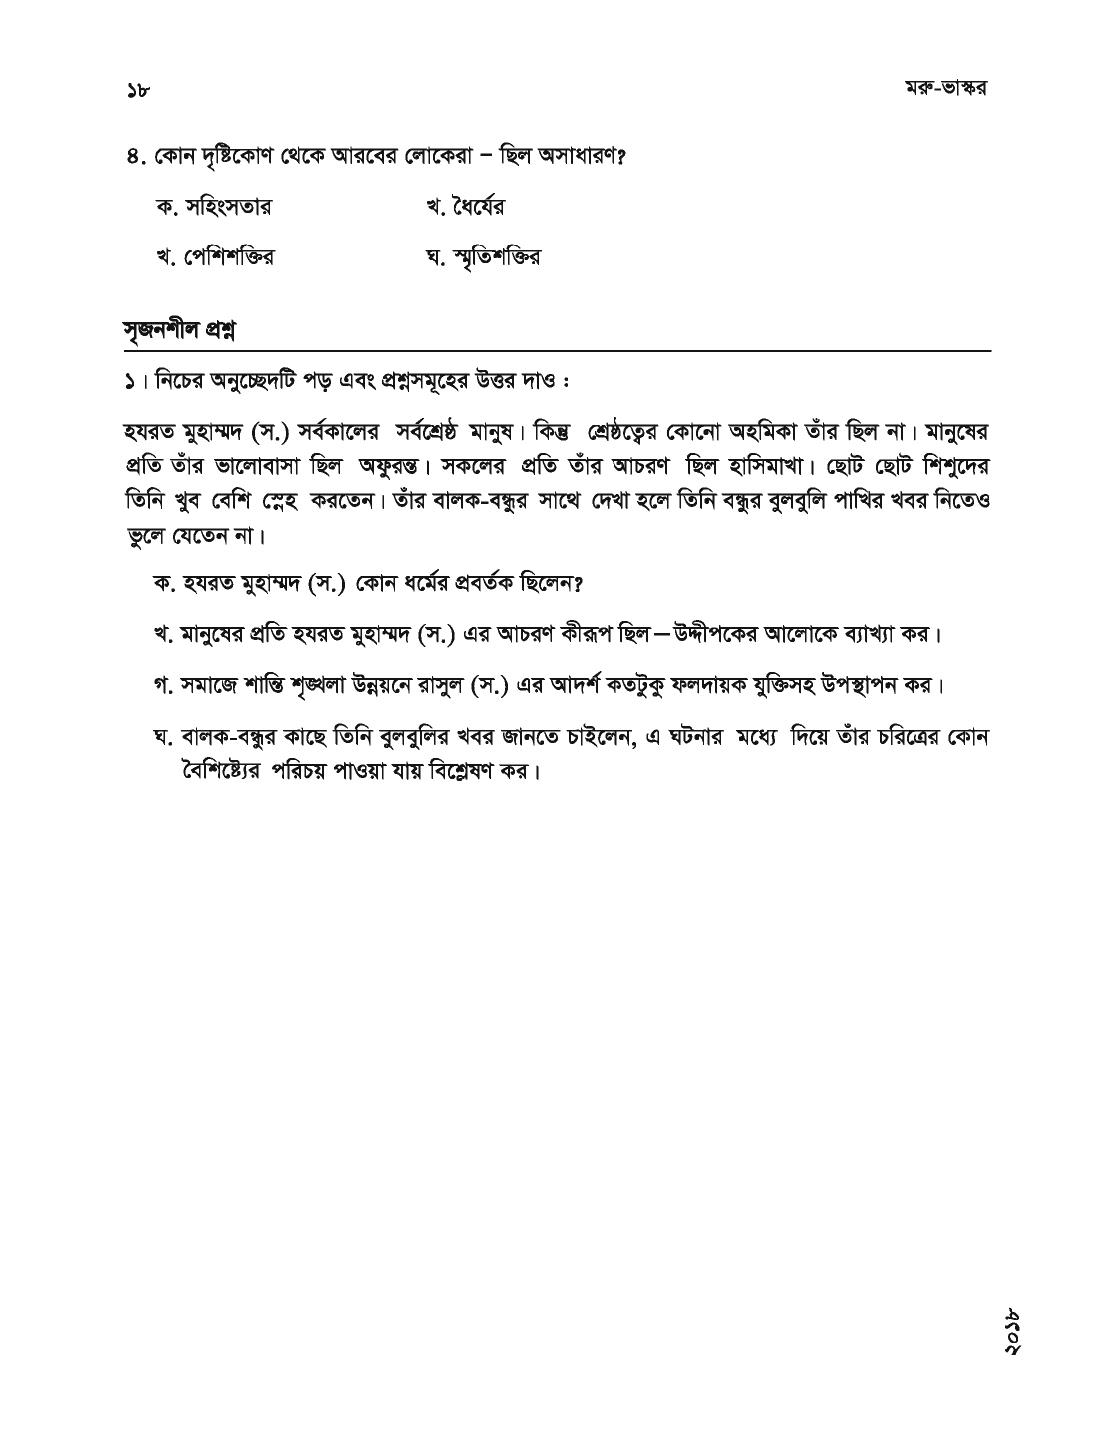 ১৮ মরু-ভাস্কর
৪. কোন দৃষ্টিকোণ থেকে আরবের লোকেরা – ছিল অসাধারণ?
ক. সহিংসতার খ. ধৈর্যের
খ. পেশিশক্তির ঘ. স্মৃতিশক্তির
সৃজনশীল প্রশ্ন
১। নিচের অনুচ্ছেদটি পড় এবং প্রশ্নসমূহের উত্তর দাও :
হযরত মুহাম্মদ (স.) সর্বকালের সর্বশ্রেষ্ঠ মানুষ। কিন্তু শ্রেষ্ঠত্বের কোনো অহমিকা তাঁর ছিল না। মানুষের
প্রতি তাঁর ভালোবাসা ছিল অফুরন্ত। সকলের প্রতি তাঁর আচরণ ছিল হাসিমাখা। ছোট ছোট শিশুদের
তিনি খুব বেশি স্নেহ করতেন। তাঁর বালক-বন্ধুর সাথে দেখা হলে তিনি বন্ধুর বুলবুলি পাখির খবর নিতেও
ভুলে যেতেন না।
ক. হযরত মুহাম্মদ (স.) কোন ধর্মের প্রবর্তক ছিলেন?
খ. মানুষের প্রতি হযরত মুহাম্মদ (স.) এর আচরণ কীরূপ ছিল—উদ্দীপকের আলোকে ব্যাখ্যা কর।
গ. সমাজে শান্তি শৃঙ্খলা উন্নয়নে রাসুল (স.) এর আদর্শ কতটুকু ফলদায়ক যুক্তিসহ উপস্থাপন কর।
ঘ. বালক-বন্ধুর কাছে তিনি বুলবুলির খবর জানতে চাইলেন, এ ঘটনার মধ্যে দিয়ে তাঁর চরিত্রের কোন
বৈশিষ্ট্যের পরিচয় পাওয়া যায় বিশ্লেষণ কর।
২০১৮